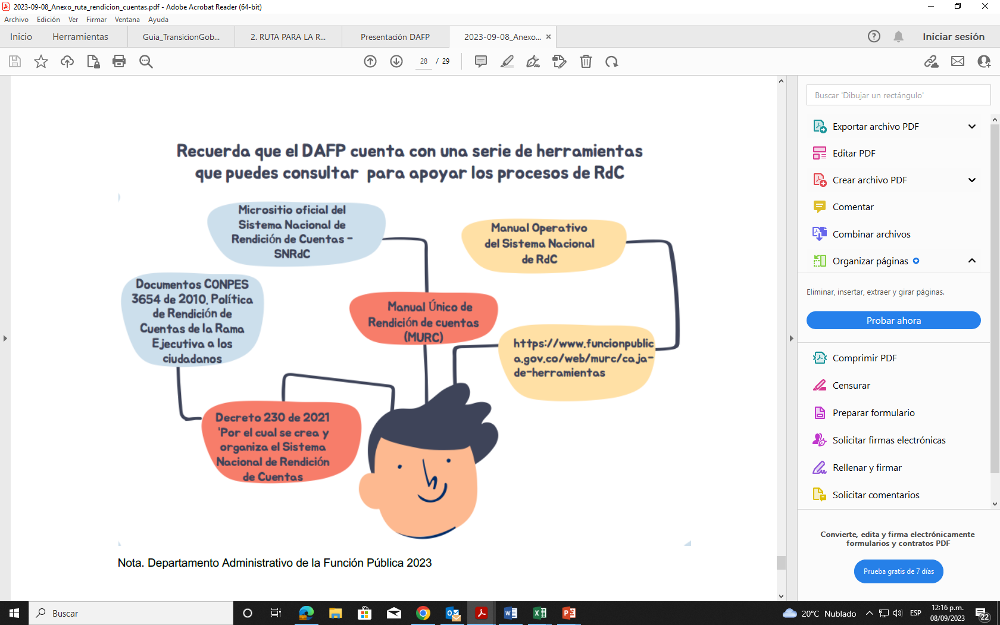 2023-09-08_Anexo_ruta_rendicion_cuentas.pdf - Adobe Acrobat Reader (64-bit)
Archivo Edición Ver Firmar Ventana Ayuda
Inicio Herramientas Guia_TransicionGob... 2. RUTA PARA LA R... Presentación DAFP 2023-09-08_Anexo... Iniciar sesión
28 / 29
Recuerda que el DAFP cuenta con una serie de herramientas
que puedes consultar para apoyar los procesos de RdC
Micrositio oficial del
Sistema Nacional de
Rendición de Cuentas -
SNRdC
Manual Operativo
del Sistema Nacional
de RdC
Documentos CONPES
3654 de 2010, Política
de Rendición de
Cuentas de la Rama
Ejecutiva a los
ciudadanos
Manual Único de
Rendición de cuentas
(MURC)
https://www.funcionpublic
a.gov.co/web/murc/caja-
de-herramientas
Decreto 230 de 2021
'Por el cual se crea y
organiza el Sistema
Nacional de Rendición
de Cuentas
Nota. Departamento Administrativo de la Función Pública 2023
Buscar 'Dibujar un rectángulo'
Exportar archivo PDF
Editar PDF
Crear archivo PDF
Comentar
Combinar archivos
Organizar páginas
Eliminar, insertar, extraer y girar páginas.
Probar ahora
Comprimir PDF
Censurar
Preparar formulario
Solicitar firmas electrónicas
Rellenar y firmar
Solicitar comentarios
Convierte, edita y firma electrónicamente
formularios y contratos PDF
Prueba gratis de 7 días
Buscar
20°C Nublado
ESP
12:16 p.m.
08/09/2023
22